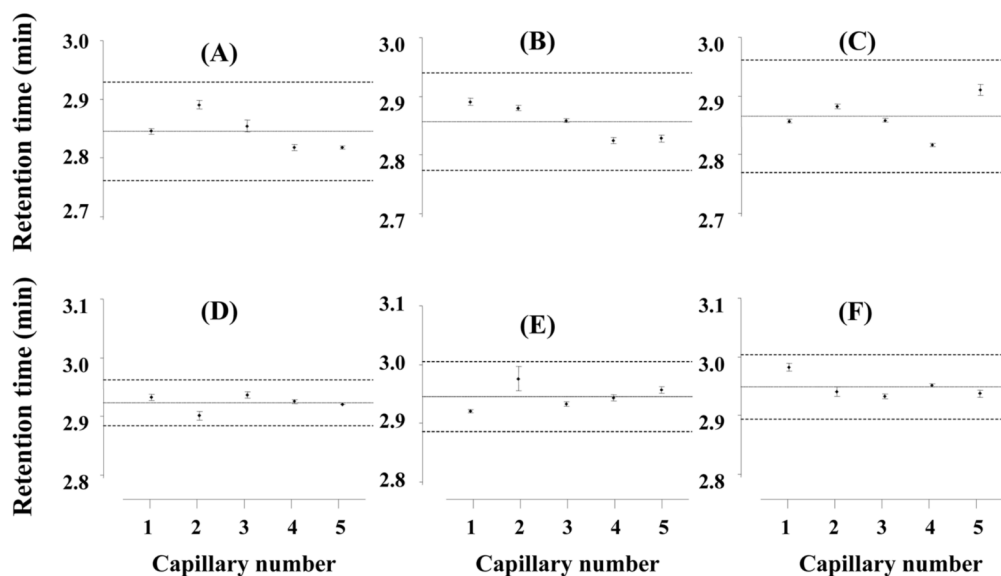 Retention time (min)
3.0
2.9
2.8
2.7
(A)
3.0
2.9
2.8
2.7
(B)
3.0
2.9
2.8
2.7
(C)
Retention time (min)
3.1
3.0
2.9
2.8
(D)
3.1
3.0
2.9
2.8
(E)
3.1
3.0
2.9
2.8
(F)
1 2 3 4 5
1 2 3 4 5
1 2 3 4 5
Capillary number
Capillary number
Capillary number